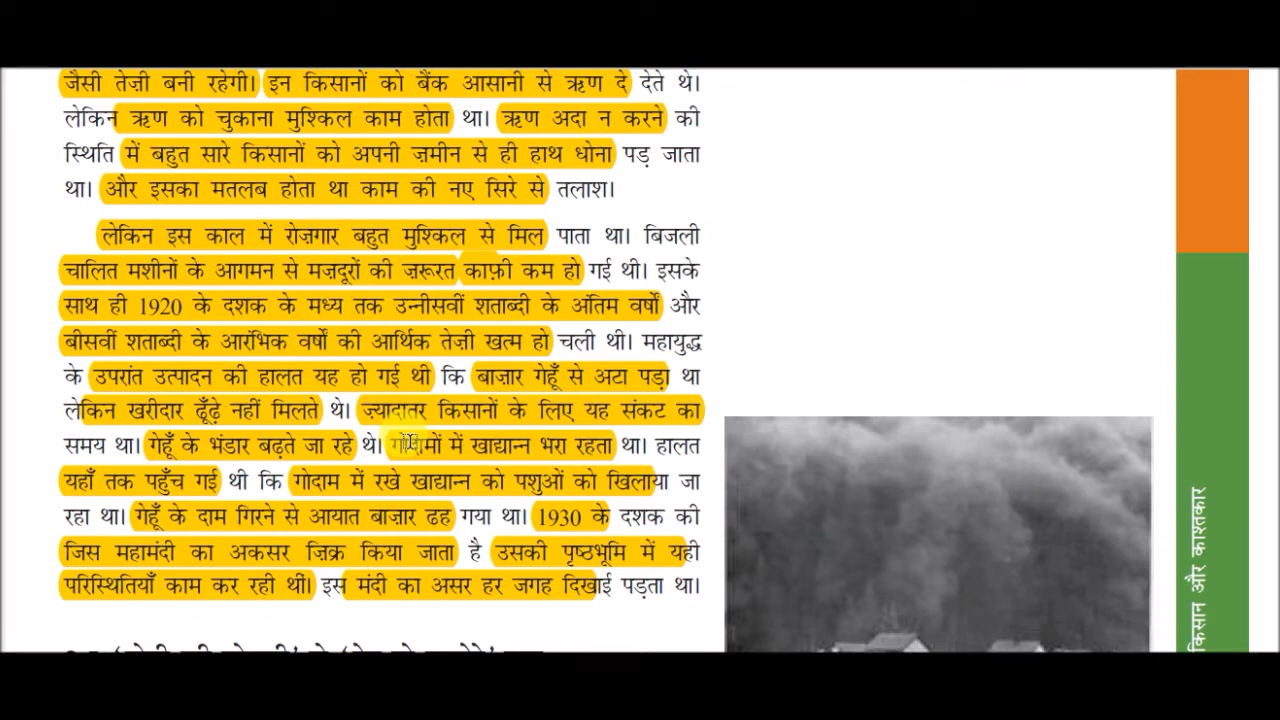 जैसी तेज़ी बनी रहेगी। इन किसानों को बैंक आसानी से ऋण दे देते थे।
लेकिन ऋण को चुकाना मुश्किल काम होता था। ऋण अदा न करने की
स्थिति में बहुत सारे किसानों को अपनी ज़मीन से ही हाथ धोना पड़ जाता
था। और इसका मतलब होता था काम की नए सिरे से तलाश।
लेकिन इस काल में रोज़गार बहुत मुश्किल से मिल पाता था। बिजली
चालित मशीनों के आगमन से मज़दूरों की ज़रूरत काफ़ी कम हो गई थी। इसके
साथ ही 1920 के दशक के मध्य तक उन्नीसवीं शताब्दी के अंतिम वर्षों और
बीसवीं शताब्दी के आरंभिक वर्षों की आर्थिक तेज़ी खत्म हो चली थी। महायुद्ध
के उपरांत उत्पादन की हालत यह हो गई थी कि बाज़ार गेहूँ से अटा पड़ा था
लेकिन खरीदार ढूँढ़े नहीं मिलते थे। ज़्यादातर किसानों के लिए यह संकट का
समय था। गेहूँ के भंडार बढ़ते जा रहे थे। गोदामों में खाद्यान्न भरा रहता था। हालत
यहाँ तक पहुँच गई थी कि गोदाम में रखे खाद्यान्न को पशुओं को खिलाया जा
रहा था। गेहूँ के दाम गिरने से आयात बाज़ार ढह गया था। 1930 के दशक की
जिस महामंदी का अकसर ज़िक्र किया जाता है उसकी पृष्ठभूमि में यही
परिस्थितियाँ काम कर रही थीं। इस मंदी का असर हर जगह दिखाई पड़ता था।
किसान और काश्तकार